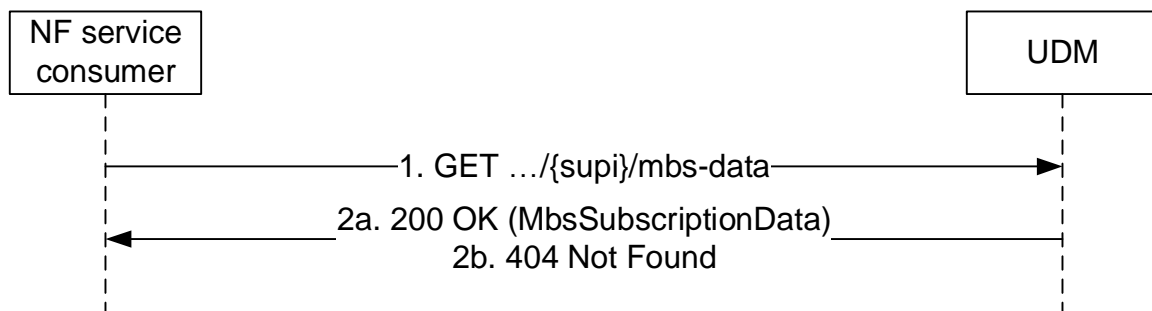 NF service
consumer
UDM
1. GET …/{supi}/mbs-data
2a. 200 OK (MbsSubscriptionData)
2b. 404 Not Found